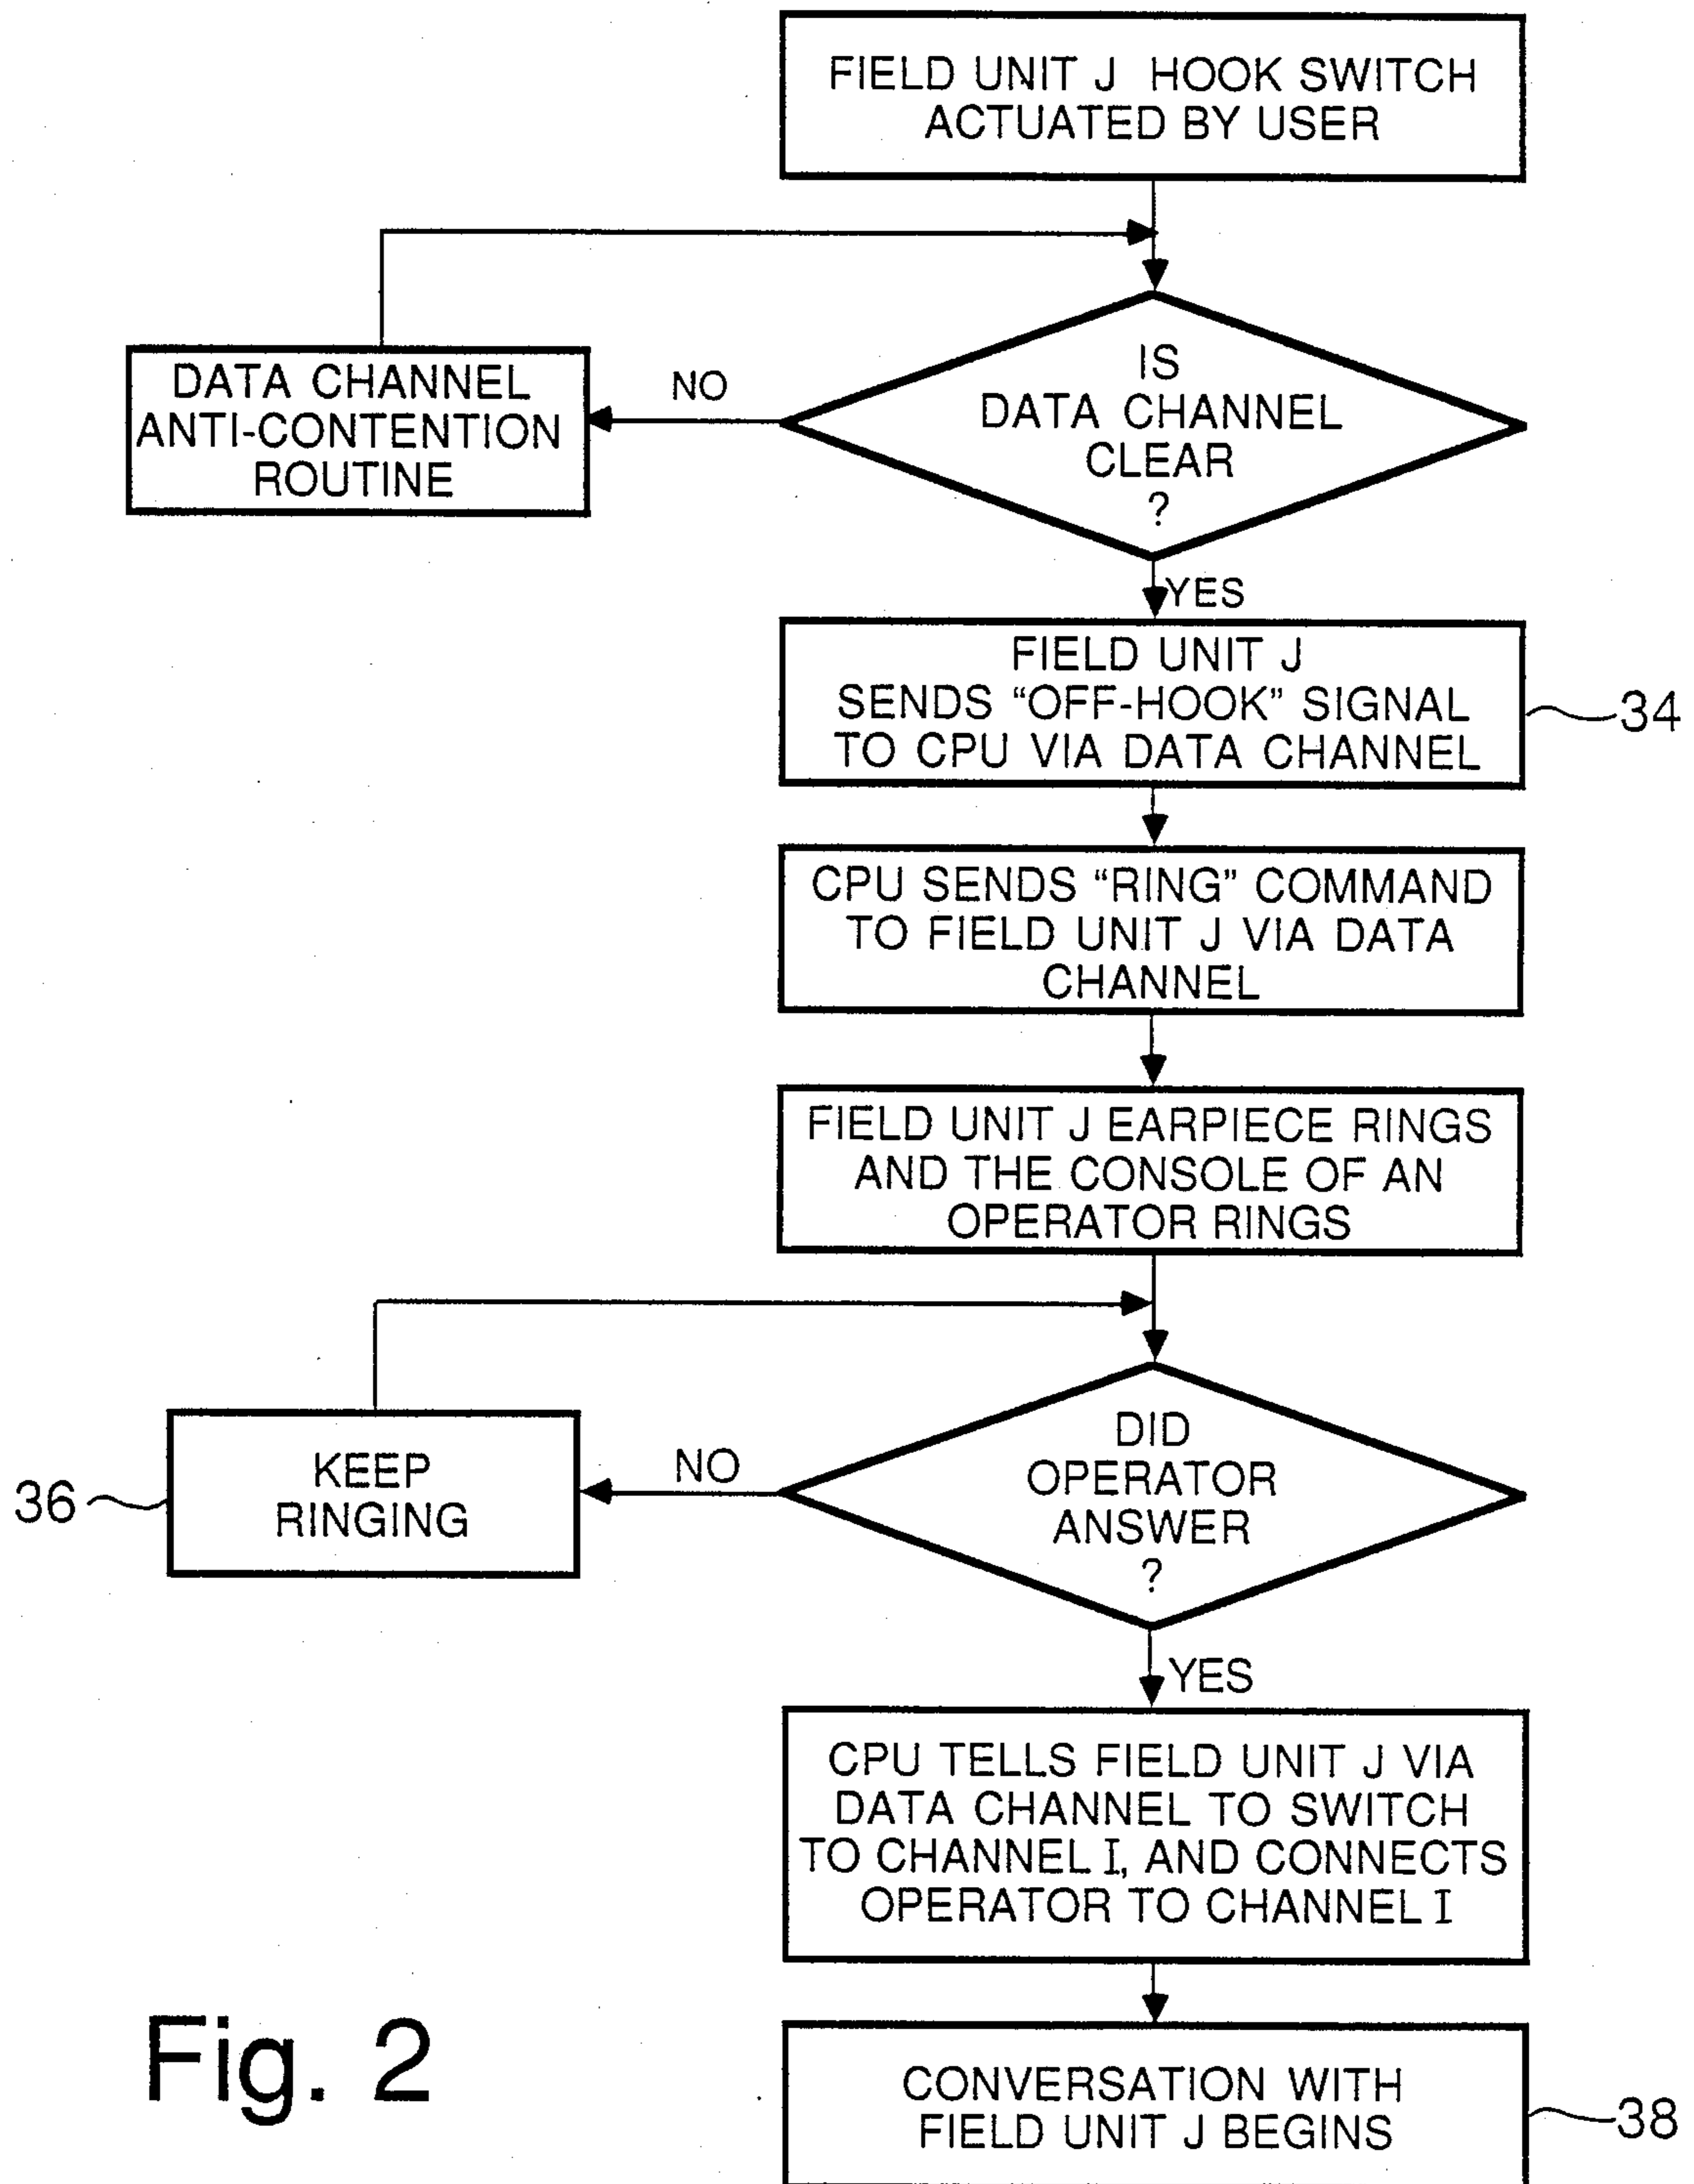 FIELD UNIT J HOOK SWITCH
ACTUATED BY USER
IS
DATA CHANNEL
CLEAR
?
NO
DATA CHANNEL
ANTI-CONTENTION
ROUTINE
YES
FIELD UNIT J
SENDS “OFF-HOOK” SIGNAL
TO CPU VIA DATA CHANNEL
34
CPU SENDS “RING” COMMAND
TO FIELD UNIT J VIA DATA
CHANNEL
FIELD UNIT J EARPIECE RINGS
AND THE CONSOLE OF AN
OPERATOR RINGS
DID
OPERATOR
ANSWER
?
NO
KEEP
RINGING
36
YES
CPU TELLS FIELD UNIT J VIA
DATA CHANNEL TO SWITCH
TO CHANNEL I, AND CONNECTS
OPERATOR TO CHANNEL I
CONVERSATION WITH
FIELD UNIT J BEGINS
38
Fig. 2